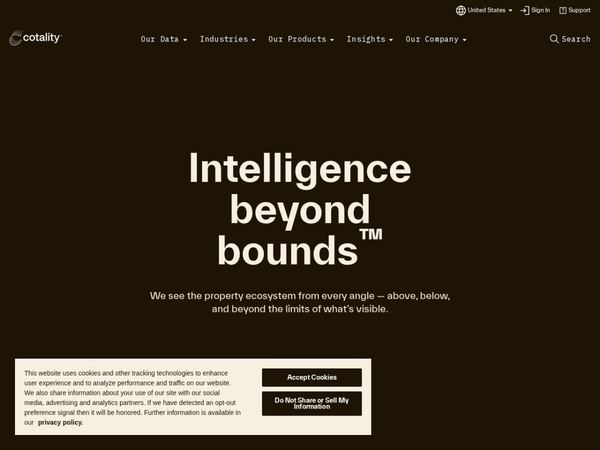 United States
Sign In
Support
cotality
Our Data
Industries
Our Products
Insights
Our Company
Search
Intelligence
beyond
bounds™
We see the property ecosystem from every angle — above, below,
and beyond the limits of what's visible.
This website uses cookies and other tracking technologies to enhance
user experience and to analyze performance and traffic on our website.
We also share information about your use of our site with our social
media, advertising and analytics partners. If we have detected an opt-out
preference signal then it will be honored. Further information is available in
our privacy policy.
Accept Cookies
Do Not Share or Sell My
Information